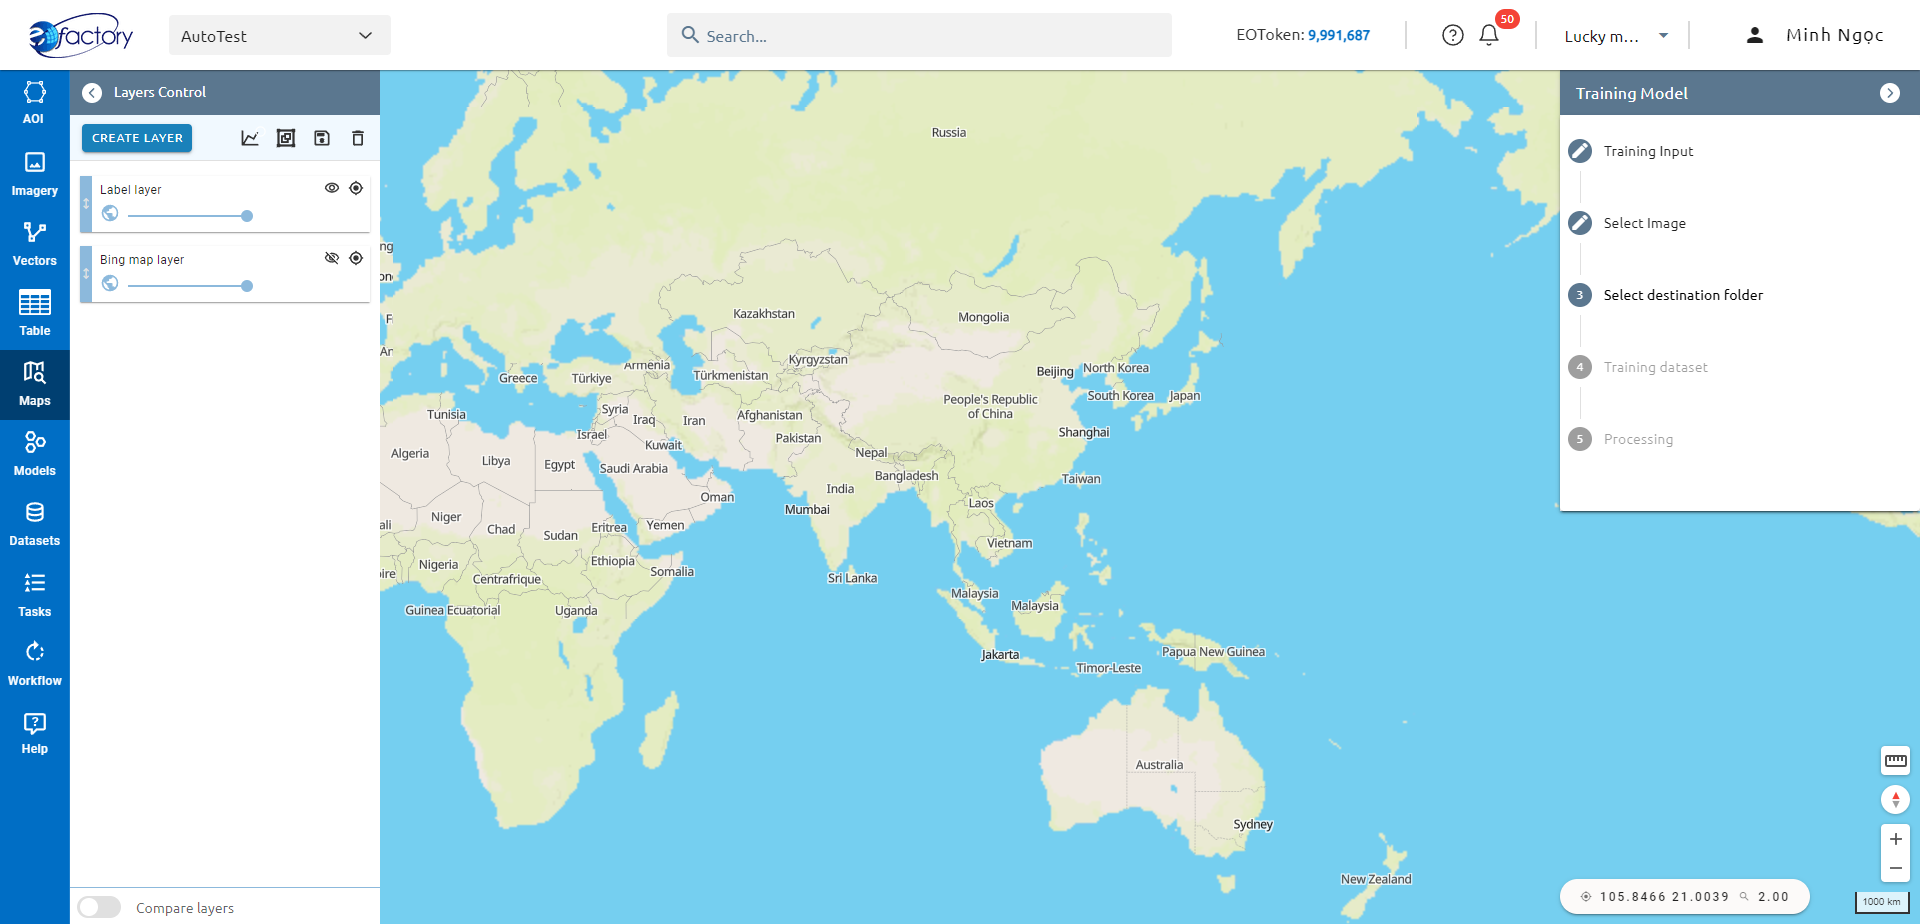 eofactory
AutoTest
Search...
EOToken: 9,991,687
50
Lucky m...
Minh Ngọc
AOI
Imagery
Vectors
Table
Maps
Models
Datasets
Tasks
Workflow
Help
Layers Control
CREATE LAYER
Label layer
Bing map layer
Compare layers
Russia
ng
on
Kazakhstan
Mongolia
F
Kyrgyzstan
An
Armenia
Greece
Türkiye
Türkmenistan
Beijing
North Korea
People's Republic
of China
South Korea
Japan
Tunisia
Syria
Iraq
Iran
Afghanistan
Israel
Kuwait
Pakistan
Shanghai
Algeria
Libya
Egypt
Saudi Arabia
Nepal
Bangladesh
Taiwan
India
Oman
Mumbai
Laos
ali
Niger
Chad
Sudan
Eritrea
Yemen
Vietnam
Nigeria
Ethiopia
Somalia
ire
Centrafrique
Sri Lanka
Malaysia
Malaysia
Guinea Ecuatorial
Uganda
Jakarta
Timor-Leste
Papua New Guinea
Australia
Sydney
New Zealand
Training Model
Training Input
Select Image
3
Select destination folder
4
Training dataset
5
Processing
105.8466 21.0039
2.00
1000 km